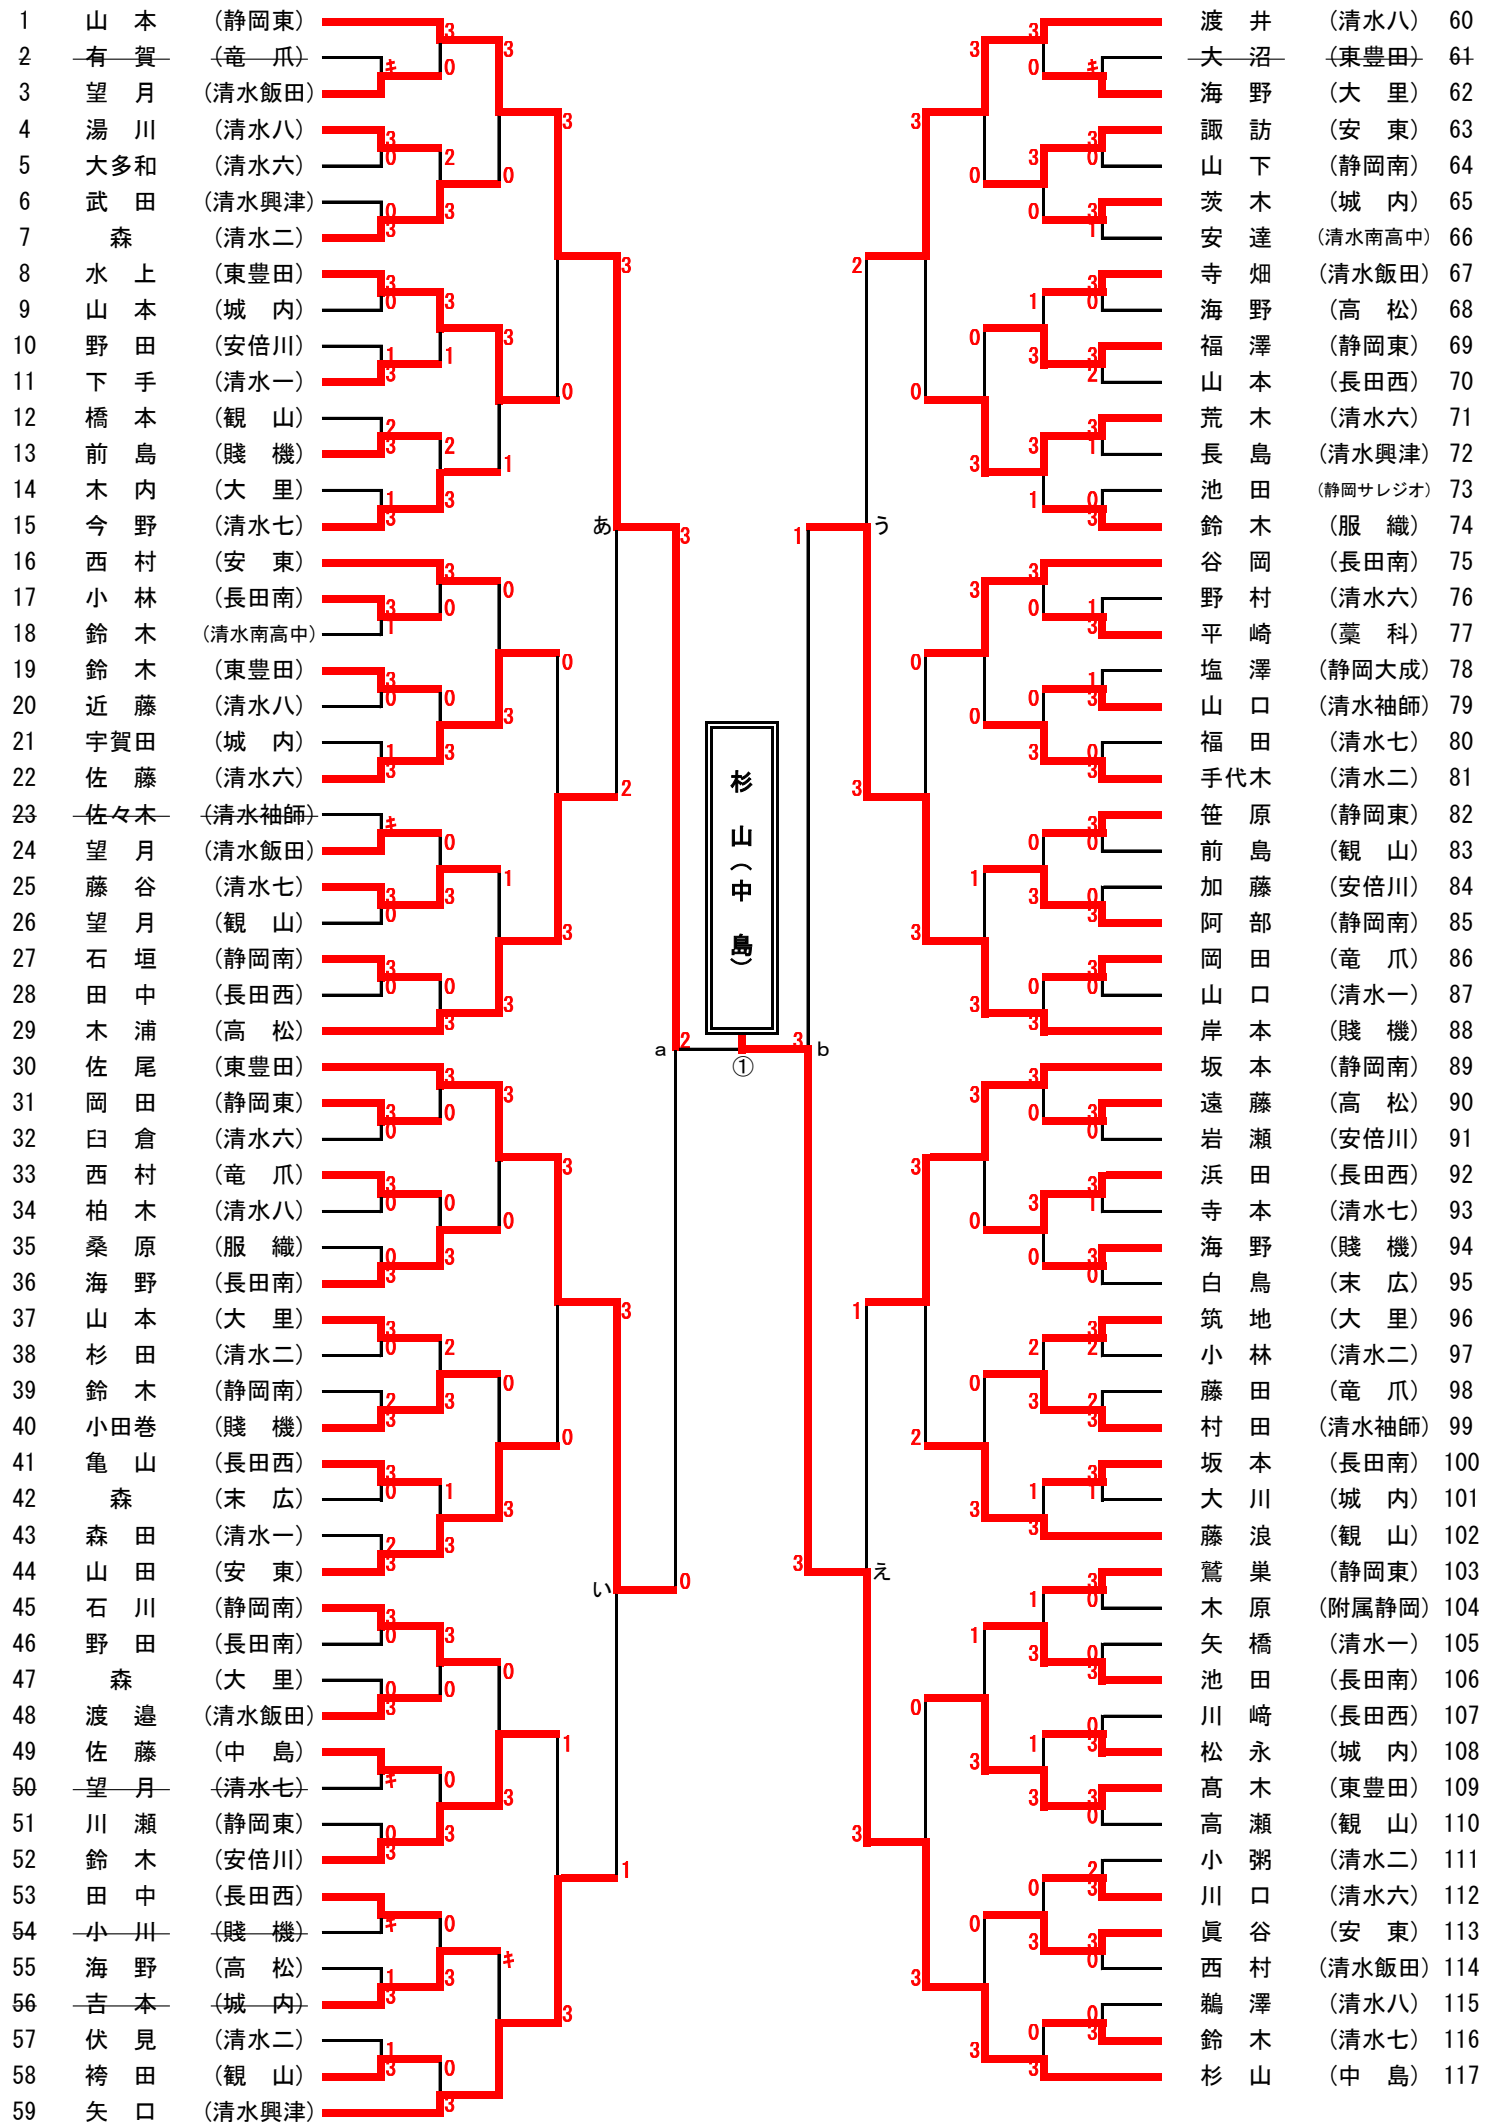 1 山本 (静岡東)
2 有賀 (竜爪)
3 望月 (清水飯田)
4 湯川 (清水八)
5 大多和 (清水六)
6 武田 (清水興津)
7 森 (清水二)
8 水上 (東豊田)
9 山本 (城内)
10 野田 (安倍川)
11 下手 (清水一)
12 橋本 (観山)
13 前島 (賤機)
14 木内 (大里)
15 今野 (清水七)
16 西村 (安東)
17 小林 (長田南)
18 鈴木 (清水南高中)
19 鈴木 (東豊田)
20 近藤 (清水八)
21 宇賀田 (城内)
22 佐藤 (清水六)
23 佐々木 (清水袖師)
24 望月 (清水飯田)
25 藤谷 (清水七)
26 望月 (観山)
27 石垣 (静岡南)
28 田中 (長田西)
29 木浦 (高松)
30 佐尾 (東豊田)
31 岡田 (静岡東)
32 臼倉 (清水六)
33 西村 (竜爪)
34 柏木 (清水八)
35 桑原 (服織)
36 海野 (長田南)
37 山本 (大里)
38 杉田 (清水二)
39 鈴木 (静岡南)
40 小田巻 (賤機)
41 亀山 (長田西)
42 森 (末広)
43 森田 (清水一)
44 山田 (安東)
45 石川 (静岡南)
46 野田 (長田南)
47 森 (大里)
48 渡邉 (清水飯田)
49 佐藤 (中島)
50 望月 (清水七)
51 川瀬 (静岡東)
52 鈴木 (安倍川)
53 田中 (長田西)
54 小川 (賤機)
55 海野 (高松)
56 吉本 (城内)
57 伏見 (清水二)
58 袴田 (観山)
59 矢口 (清水興津)
あ
い
a
杉山(中島)
①
b
う
え
渡井 (清水八) 60
大沼 (東豊田) 61
海野 (大里) 62
諏訪 (安東) 63
山下 (静岡南) 64
茨木 (城内) 65
安達 (清水南高中) 66
寺畑 (清水飯田) 67
海野 (高松) 68
福澤 (静岡東) 69
山本 (長田西) 70
荒木 (清水六) 71
長島 (清水興津) 72
池田 (静岡サレジオ) 73
鈴木 (服織) 74
谷岡 (長田南) 75
野村 (清水六) 76
平崎 (藁科) 77
塩澤 (静岡大成) 78
山口 (清水袖師) 79
福田 (清水七) 80
手代木 (清水二) 81
笹原 (静岡東) 82
前島 (観山) 83
加藤 (安倍川) 84
阿部 (静岡南) 85
岡田 (竜爪) 86
山口 (清水一) 87
岸本 (賤機) 88
坂本 (静岡南) 89
遠藤 (高松) 90
岩瀬 (安倍川) 91
浜田 (長田西) 92
寺本 (清水七) 93
海野 (賤機) 94
白鳥 (末広) 95
筑地 (大里) 96
小林 (清水二) 97
藤田 (竜爪) 98
村田 (清水袖師) 99
坂本 (長田南) 100
大川 (城内) 101
藤浪 (観山) 102
鷲巣 (静岡東) 103
木原 (附属静岡) 104
矢橋 (清水一) 105
池田 (長田南) 106
川﨑 (長田西) 107
松永 (城内) 108
髙木 (東豊田) 109
高瀬 (観山) 110
小粥 (清水二) 111
川口 (清水六) 112
眞谷 (安東) 113
西村 (清水飯田) 114
鵜澤 (清水八) 115
鈴木 (清水七) 116
杉山 (中島) 117